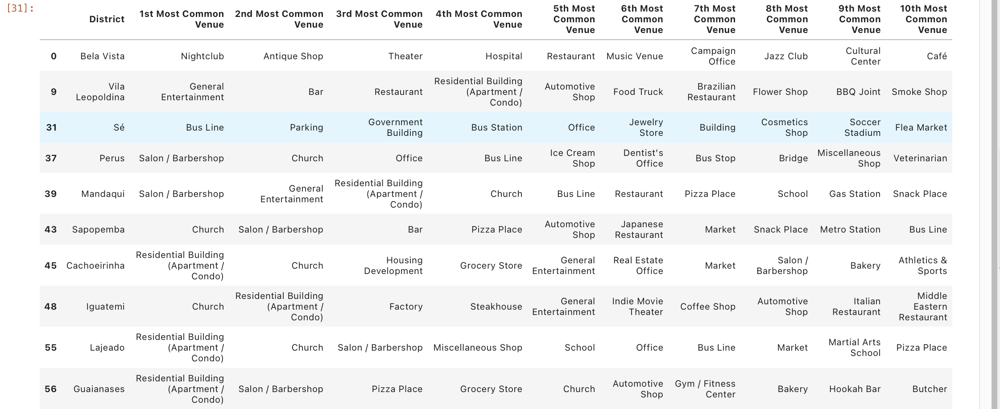 [31]:
District 1st Most Common Venue 2nd Most Common Venue 3rd Most Common Venue 4th Most Common Venue 5th Most Common Venue 6th Most Common Venue 7th Most Common Venue 8th Most Common Venue 9th Most Common Venue 10th Most Common Venue
0 Bela Vista Nightclub Antique Shop Theater Hospital Restaurant Music Venue Campaign Office Jazz Club Cultural Center Café
9 Vila Leopoldina General Entertainment Bar Restaurant Residential Building (Apartment / Condo) Automotive Shop Food Truck Brazilian Restaurant Flower Shop BBQ Joint Smoke Shop
31 Sé Bus Line Parking Government Building Bus Station Office Jewelry Store Building Cosmetics Shop Soccer Stadium Flea Market
37 Perus Salon / Barbershop Church Office Bus Line Ice Cream Shop Dentist's Office Bus Stop Bridge Miscellaneous Shop Veterinarian
39 Mandaqui Salon / Barbershop General Entertainment Residential Building (Apartment / Condo) Church Bus Line Restaurant Pizza Place School Gas Station Snack Place
43 Sapopemba Church Salon / Barbershop Bar Pizza Place Automotive Shop Japanese Restaurant Market Snack Place Metro Station Bus Line
45 Cachoeirinha Residential Building (Apartment / Condo) Church Housing Development Grocery Store General Entertainment Real Estate Office Market Salon / Barbershop Bakery Athletics & Sports
48 Iguatemi Church Residential Building (Apartment / Condo) Factory Steakhouse General Entertainment Indie Movie Theater Coffee Shop Automotive Shop Italian Restaurant Middle Eastern Restaurant
55 Lajeado Residential Building (Apartment / Condo) Church Salon / Barbershop Miscellaneous Shop School Office Bus Line Market Martial Arts School Pizza Place
56 Guaianases Residential Building (Apartment / Condo) Salon / Barbershop Pizza Place Grocery Store Church Automotive Shop Gym / Fitness Center Bakery Hookah Bar Butcher